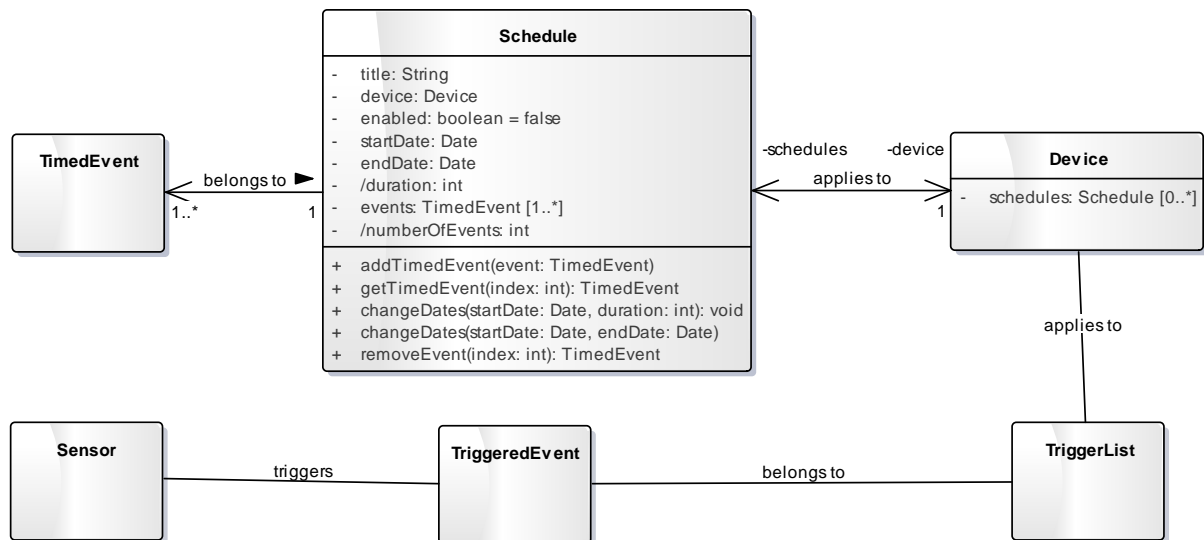 Schedule
- title: String
- device: Device
- enabled: boolean = false
- startDate: Date
- endDate: Date
- /duration: int
- events: TimedEvent [1..*]
- /numberOfEvents: int
+ addTimedEvent(event: TimedEvent)
+ getTimedEvent(index: int): TimedEvent
+ changeDates(startDate: Date, duration: int): void
+ changeDates(startDate: Date, endDate: Date)
+ removeEvent(index: int): TimedEvent
TimedEvent
belongs to
1..*
1
-schedules
-device
applies to
1
Device
- schedules: Schedule [0..*]
applies to
Sensor
triggers
TriggeredEvent
belongs to
TriggerList